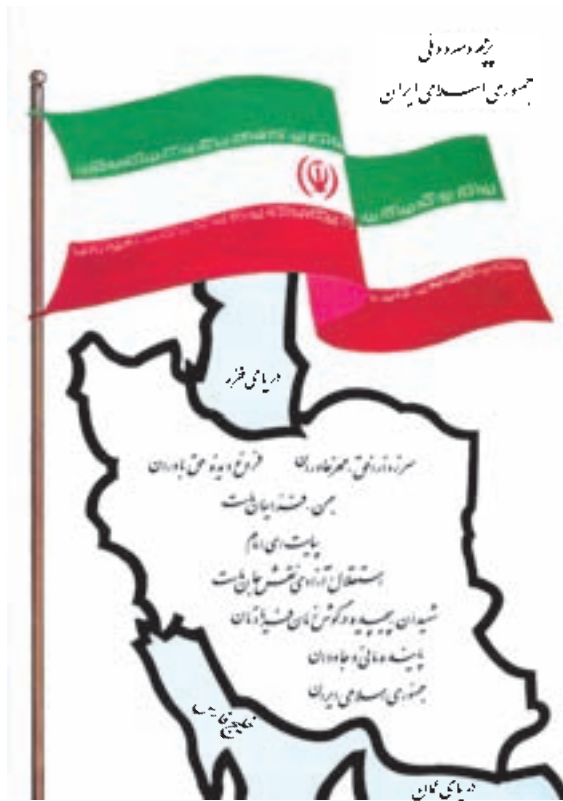 پرچم و سرود ملی
جمهوری اسلامی ایران
دریای خزر
سر زد از افق، مهر خاوران فروغ دیده حق باوران
بهمن، فر ایمان ماست
پیامت ای امام
استقلال آزادی نقش جان ماست
شهیدان پیچیده در گوش زمان فریادتان
پاینده مانی و جاودان
جمهوری اسلامی ایران
خلیج فارس
دریای عمان